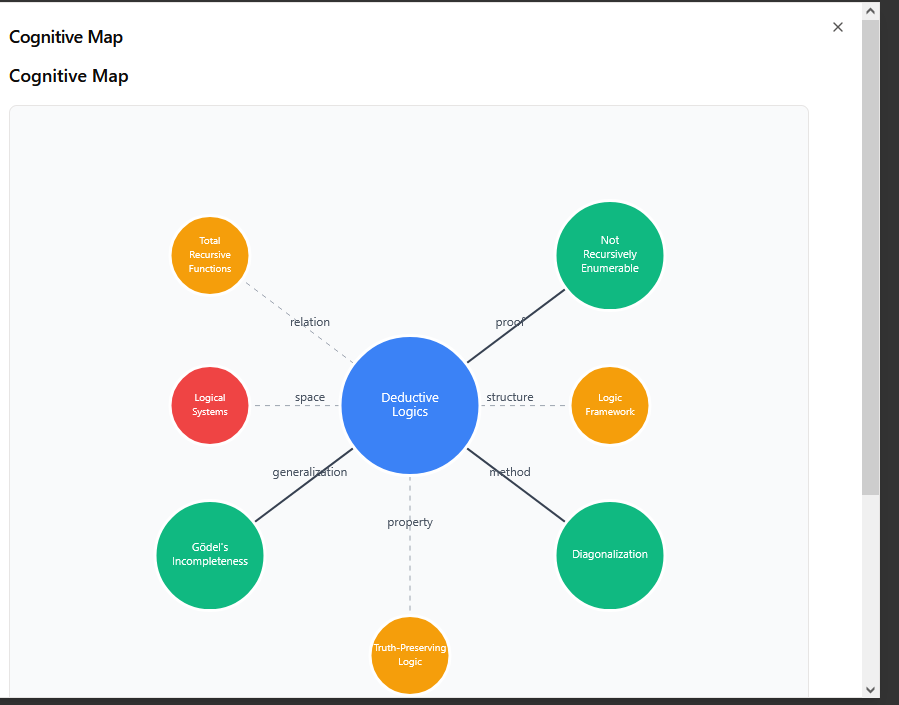 Cognitive Map
Cognitive Map
Total
Recursive
Functions
Not
Recursively
Enumerable
relation
proof
Logical
Systems
space
Deductive
Logics
structure
Logic
Framework
generalization
method
property
Gödel's
Incompleteness
Diagonalization
Truth-Preserving
Logic